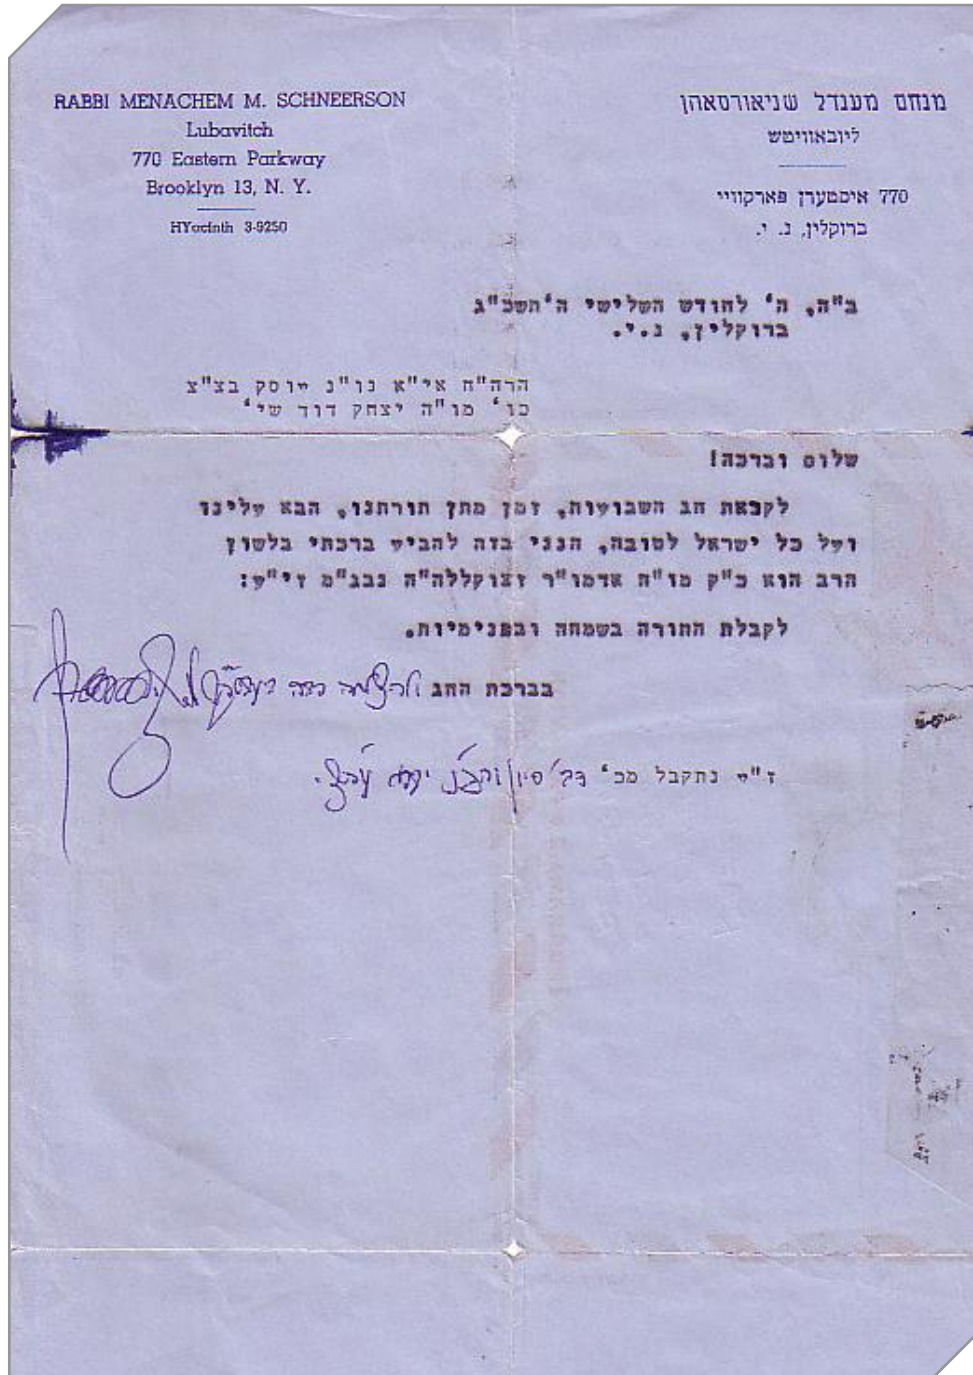 RABBI MENACHEM M. SCHNEERSON
Lubavitch
770 Eastern Parkway
Brooklyn 13, N. Y.
HYacinth 3-9250
מנחם מענדל שניאורסאהן
ליובאוויטש
770 איסטערן פארקוויי
ברוקלין, נ. י.
ב"ה, ה' לחודש השלישי ה'תשכ"ג
ברוקלין, נ.י.
הרה"ח אי"א נו"נ עוסק בצ"צ
כו' מו"ה יצחק דוד שי'
שלום וברכה!
לקראת חג השבועות, זמן מתן תורתנו, הבא עלינו
ועל כל ישראל לטובה, הנני בזה להביע ברכתי בלשון
הרב הוא כ"ק מו"ח אדמו"ר זצוקללה"ה נבג"מ זי"ע:
לקבלת התורה בשמחה ובפנימיות.
בברכת החג
ז"ע נתקבל מכ'